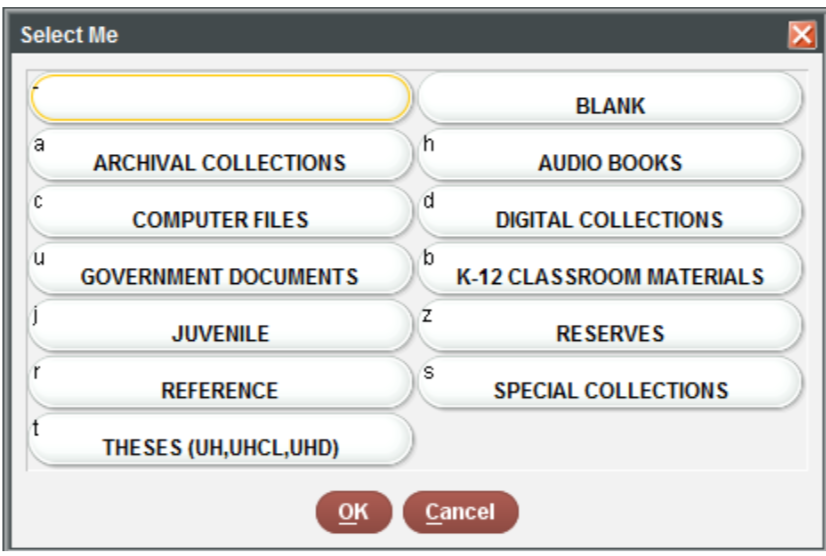 Select Me
-
BLANK
a
ARCHIVAL COLLECTIONS
h
AUDIO BOOKS
c
COMPUTER FILES
d
DIGITAL COLLECTIONS
u
GOVERNMENT DOCUMENTS
b
K-12 CLASSROOM MATERIALS
j
JUVENILE
z
RESERVES
r
REFERENCE
s
SPECIAL COLLECTIONS
t
THESES (UH,UHCL,UHD)
OK
Cancel